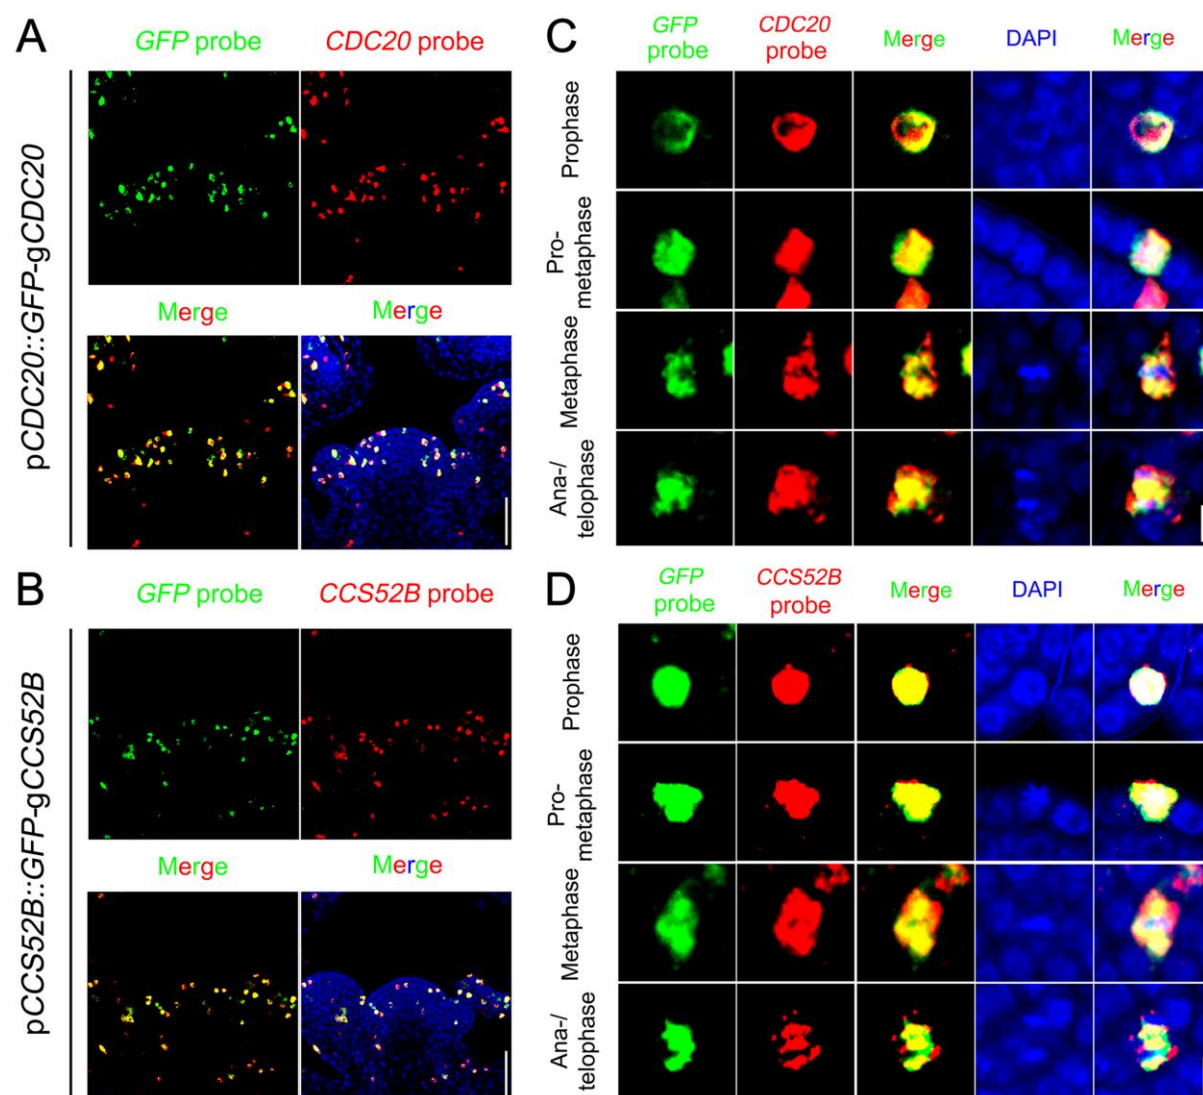 A
GFP probe
CDC20 probe
pCDC20::GFP-gCDC20
Merge
Merge
B
GFP probe
CCS52B probe
pCCS52B::GFP-gCCS52B
Merge
Merge
C
GFP
probe
CDC20
probe
Merge
DAPI
Merge
Prophase
Pro-
metaphase
Metaphase
Ana-/
telophase
D
GFP
probe
CCS52B
probe
Merge
DAPI
Merge
Prophase
Pro-
metaphase
Metaphase
Ana-/
telophase